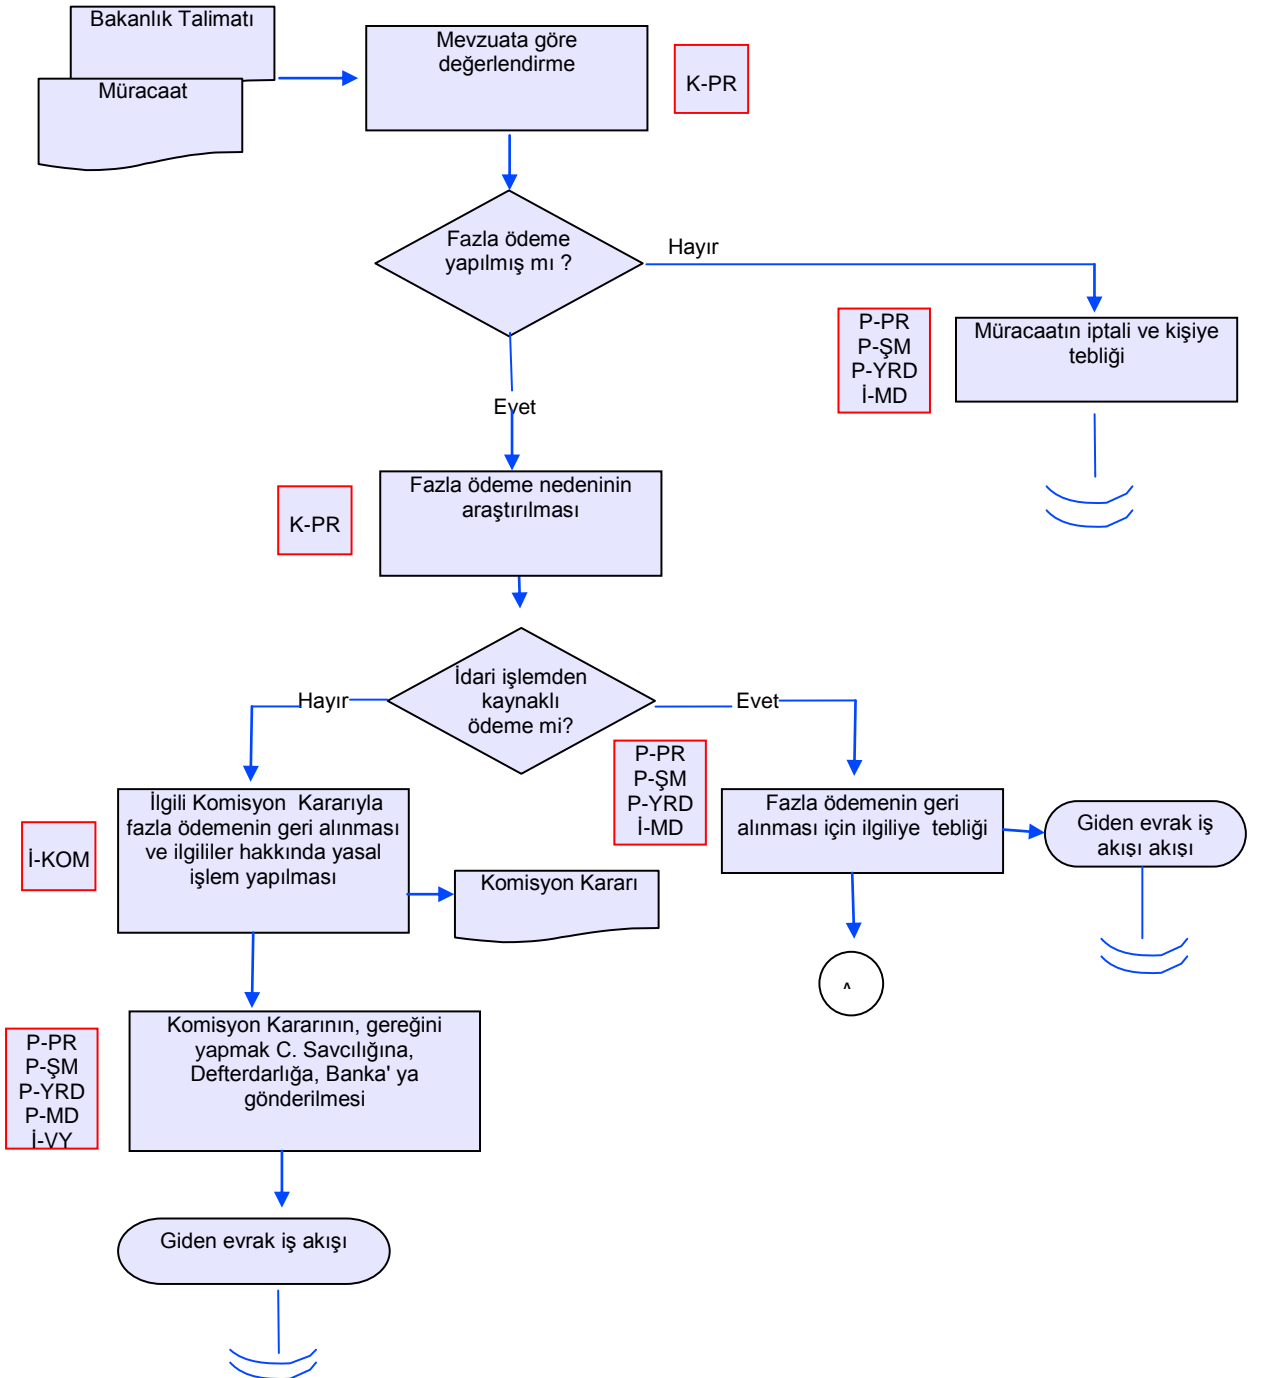 Bakanlık Talimatı
Müracaat
Mevzuata göre
değerlendirme
K-PR
Fazla ödeme
yapılmış mı ?
Hayır
P-PR
P-ŞM
P-YRD
İ-MD
Müracaatın iptali ve kişiye
tebliği
Evet
K-PR
Fazla ödeme nedeninin
araştırılması
İdari işlemden
kaynaklı
ödeme mi?
Hayır
Evet
P-PR
P-ŞM
P-YRD
İ-MD
İ-KOM
İlgili Komisyon Kararıyla
fazla ödemenin geri alınması
ve ilgililer hakkında yasal
işlem yapılması
Komisyon Kararı
Fazla ödemenin geri
alınması için ilgiliye tebliği
Giden evrak iş
akışı akışı
P-PR
P-ŞM
P-YRD
P-MD
İ-VY
Komisyon Kararının, gereğini
yapmak C. Savcılığına,
Defterdarlığa, Banka' ya
gönderilmesi
Giden evrak iş akışı